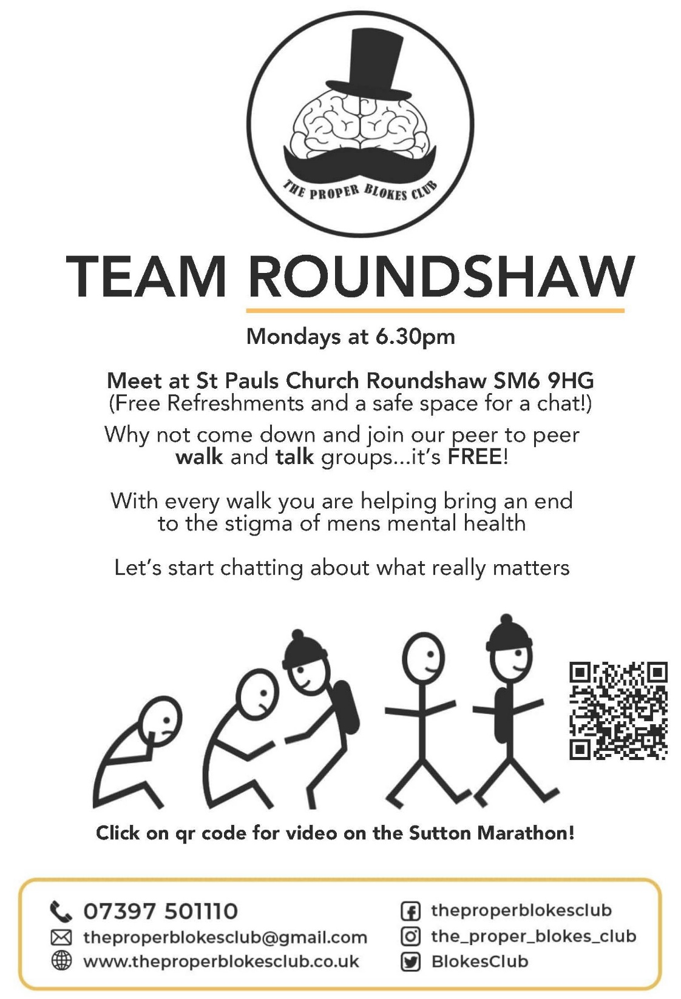 THE PROPER BLOKES CLUB
TEAM ROUNDSHAW
Mondays at 6.30pm
Meet at St Pauls Church Roundshaw SM6 9HG
(Free Refreshments and a safe space for a chat!)
Why not come down and join our peer to peer
walk and talk groups...it's FREE!
With every walk you are helping bring an end
to the stigma of mens mental health
Let's start chatting about what really matters
Click on qr code for video on the Sutton Marathon!
07397 501110
theproperblokesclub@gmail.com
www.theproperblokesclub.co.uk
theproperblokesclub
the_proper_blokes_club
BlokesClub